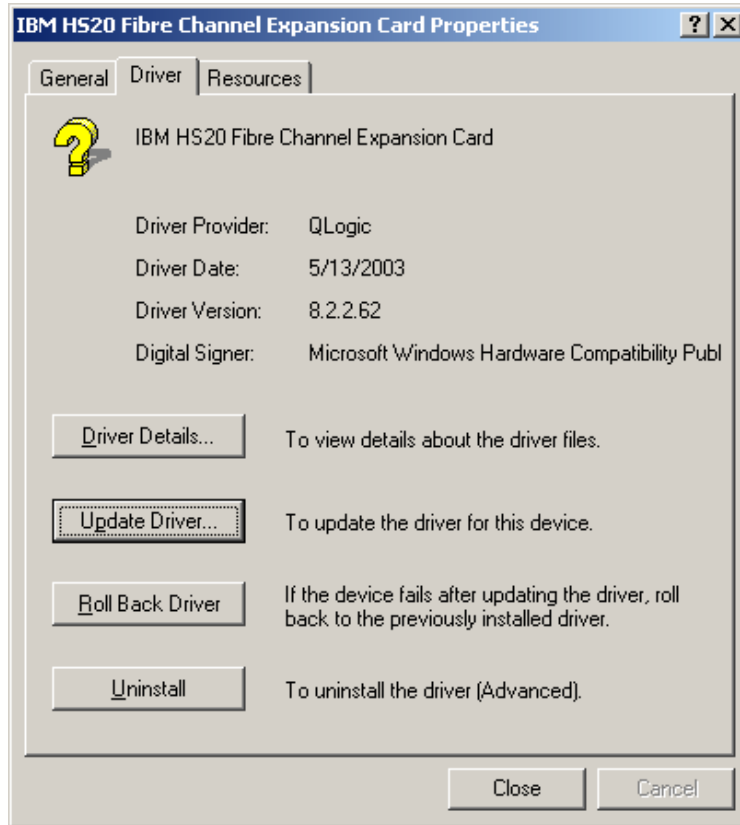 IBM HS20 Fibre Channel Expansion Card Properties
General Driver Resources
IBM HS20 Fibre Channel Expansion Card
Driver Provider: QLogic
Driver Date: 5/13/2003
Driver Version: 8.2.2.62
Digital Signer: Microsoft Windows Hardware Compatibility Publ
Driver Details... To view details about the driver files.
Update Driver... To update the driver for this device.
Roll Back Driver If the device fails after updating the driver, roll
back to the previously installed driver.
Uninstall To uninstall the driver (Advanced).
Close Cancel